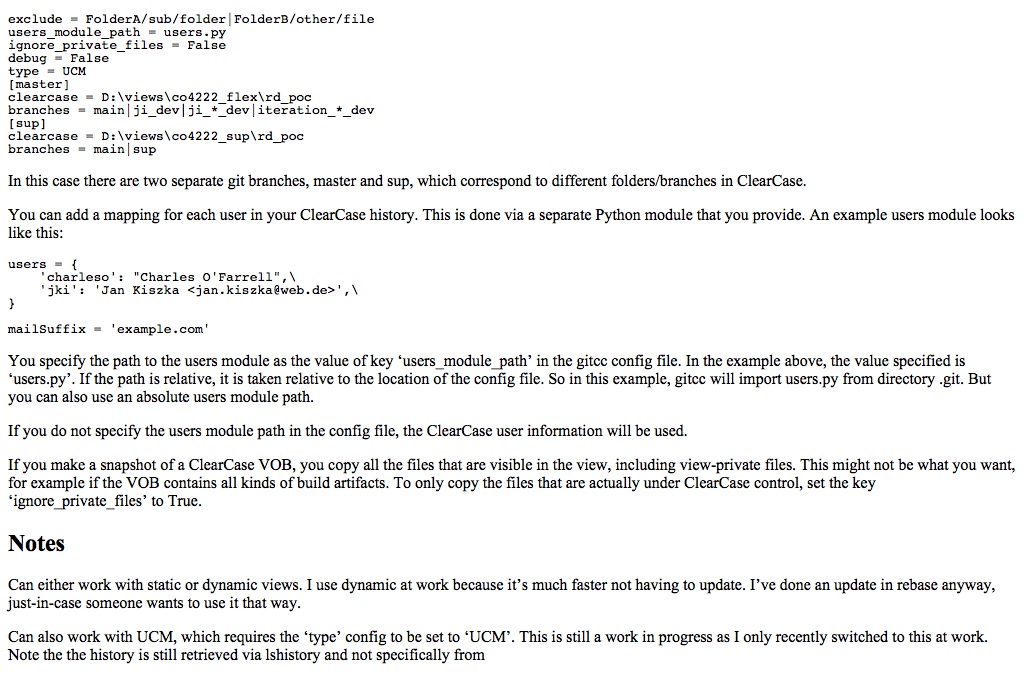 exclude = FolderA/sub/folder|FolderB/other/file
users_module_path = users.py
ignore_private_files = False
debug = False
type = UCM
[master]
clearcase = D:\views\co4222_flex\rd_poc
branches = main|ji_dev|ji_*_dev|iteration_*_dev
[sup]
clearcase = D:\views\co4222_sup\rd_poc
branches = main|sup
In this case there are two separate git branches, master and sup, which correspond to different folders/branches in ClearCase.
You can add a mapping for each user in your ClearCase history. This is done via a separate Python module that you provide. An example users module looks
like this:
users = {
    'charleso': "Charles O'Farrell",\
    'jki': 'Jan Kiszka <jan.kiszka@web.de>',\
}
mailSuffix = 'example.com'
You specify the path to the users module as the value of key ‘users_module_path’ in the gitcc config file. In the example above, the value specified is
‘users.py’. If the path is relative, it is taken relative to the location of the config file. So in this example, gitcc will import users.py from directory .git. But
you can also use an absolute users module path.
If you do not specify the users module path in the config file, the ClearCase user information will be used.
If you make a snapshot of a ClearCase VOB, you copy all the files that are visible in the view, including view-private files. This might not be what you want,
for example if the VOB contains all kinds of build artifacts. To only copy the files that are actually under ClearCase control, set the key
‘ignore_private_files’ to True.
Notes
Can either work with static or dynamic views. I use dynamic at work because it’s much faster not having to update. I’ve done an update in rebase anyway,
just-in-case someone wants to use it that way.
Can also work with UCM, which requires the ‘type’ config to be set to ‘UCM’. This is still a work in progress as I only recently switched to this at work.
Note the the history is still retrieved via lshistory and not specifically from